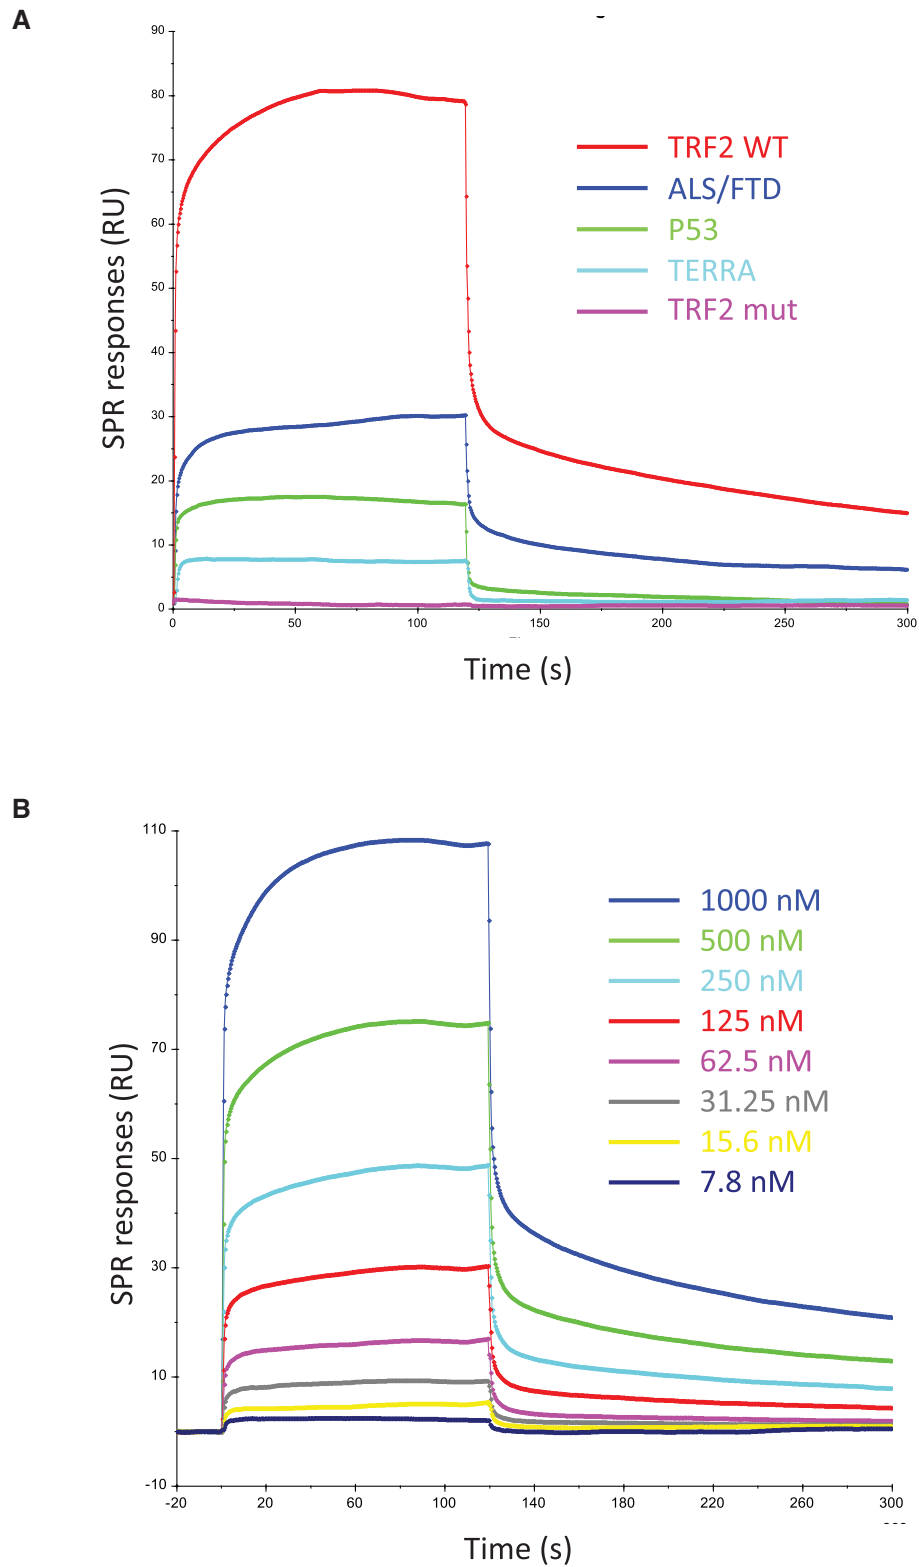 A
90
80
70
60
50
40
30
20
10
0
SPR responses (RU)
TRF2 WT
ALS/FTD
P53
TERRA
TRF2 mut
0 50 100 150 200 250 300
Time (s)
B
110
90
70
50
30
10
-10
SPR responses (RU)
1000 nM
500 nM
250 nM
125 nM
62.5 nM
31.25 nM
15.6 nM
7.8 nM
-20 20 60 100 140 180 220 260 300
Time (s)